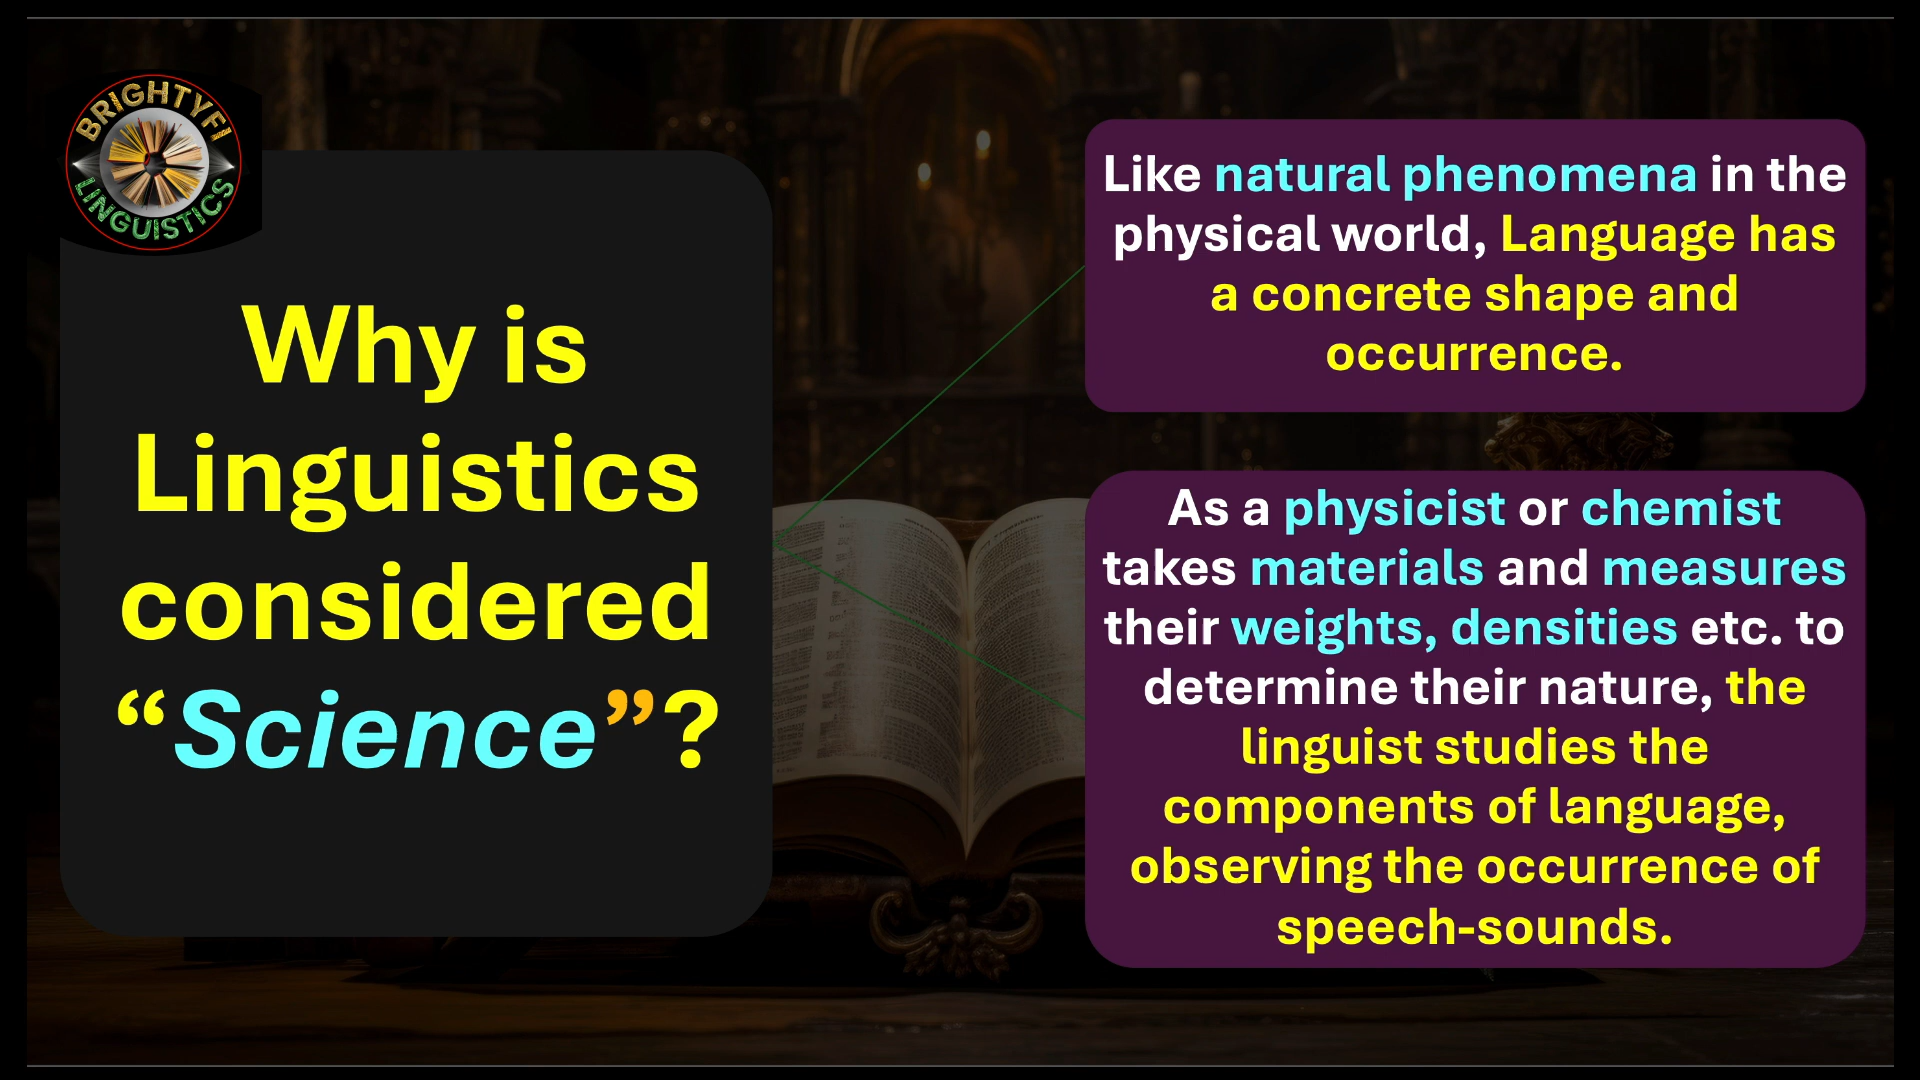 BRIGHTYFI
LINGUISTICS
Why is
Linguistics
considered
“Science”?
Like natural phenomena in the
physical world, Language has
a concrete shape and
occurrence.
As a physicist or chemist
takes materials and measures
their weights, densities etc. to
determine their nature, the
linguist studies the
components of language,
observing the occurrence of
speech-sounds.